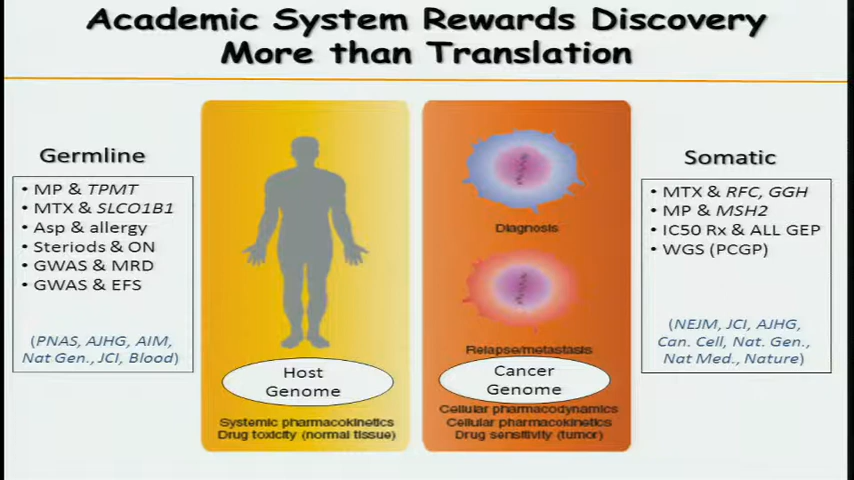 Academic System Rewards Discovery
More than Translation
Germline
• MP & TPMT
• MTX & SLCO1B1
• Asp & allergy
• Steriods & ON
• GWAS & MRD
• GWAS & EFS
(PNAS, AJHG, AIM,
Nat Gen., JCI, Blood)
Host
Genome
Systemic pharmacokinetics
Drug toxicity (normal tissue)
Diagnosis
Relapse/metastasis
Cancer
Genome
Cellular pharmacodynamics
Cellular pharmacokinetics
Drug sensitivity (tumor)
Somatic
• MTX & RFC, GGH
• MP & MSH2
• IC50 Rx & ALL GEP
• WGS (PCGP)
(NEJM, JCI, AJHG,
Can. Cell, Nat. Gen.,
Nat Med., Nature)